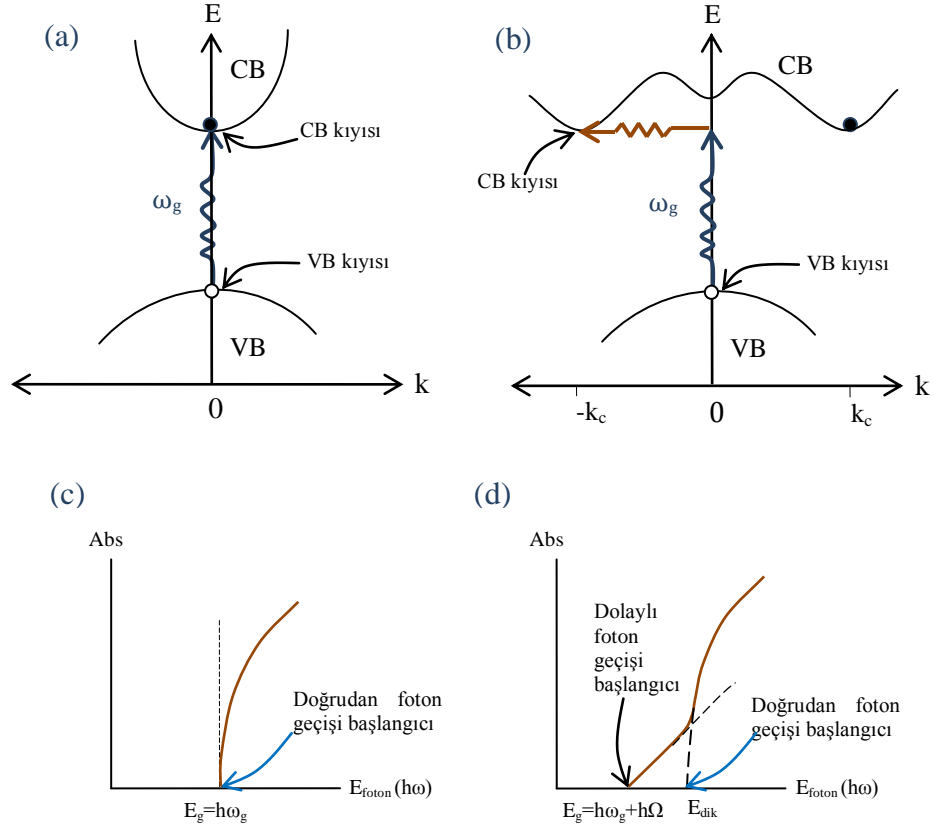 (a)
E
CB
CB kıyısı
ωg
VB kıyısı
VB
k
0
(b)
E
CB
CB kıyısı
ωg
VB kıyısı
VB
k
-kc
0
kc
(c)
Abs
Doğrudan foton
geçişi başlangıcı
Efoton (hω)
Eg=hωg
(d)
Abs
Dolaylı
foton
geçişi
başlangıcı
Doğrudan foton
geçişi başlangıcı
Efoton (hω)
Eg=hωg+hΩ
Edik